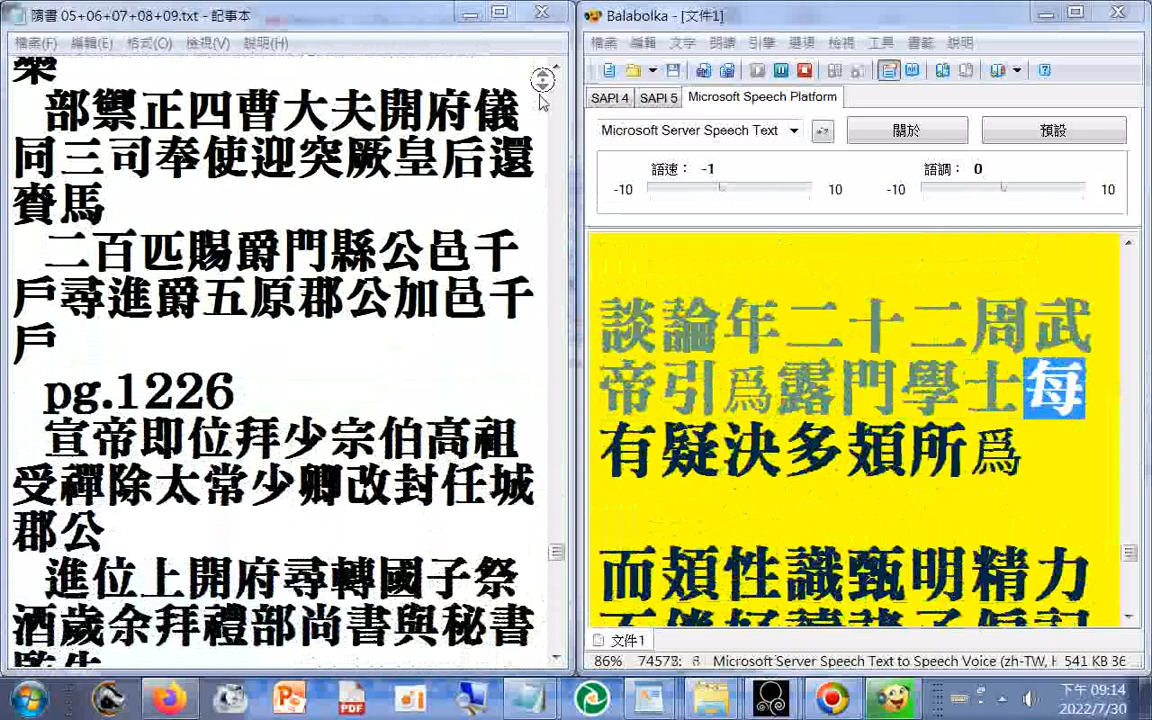 隋書 05+06+07+08+09.txt - 記事本
檔案(F) 編輯(E) 格式(O) 檢視(V) 說明(H)
樂
部禦正四曹大夫開府儀
同三司奉使迎突厥皇后還
賚馬
二百匹賜爵門縣公邑千
戶尋進爵五原郡公加邑千
戶
pg.1226
宣帝即位拜少宗伯高祖
受禪除太常少卿改封任城
郡公
進位上開府尋轉國子祭
酒歲余拜禮部尚書與秘書
Balabolka - [文件1]
檔案 編輯 文字 朗讀 引擎 選項 檢視 工具 書籤 說明
SAPI 4 SAPI 5 Microsoft Speech Platform
Microsoft Server Speech Text 關於 預設
語速: -1 語調: 0
-10 10 -10 10
談論年二十二周武
帝引爲露門學士每
有疑決多頍所爲
而頍性識甄明精力
文件1
86% Microsoft Server Speech Text to Speech Voice (zh-TW, H 541 KB 36
下午 09:14
2022/7/30